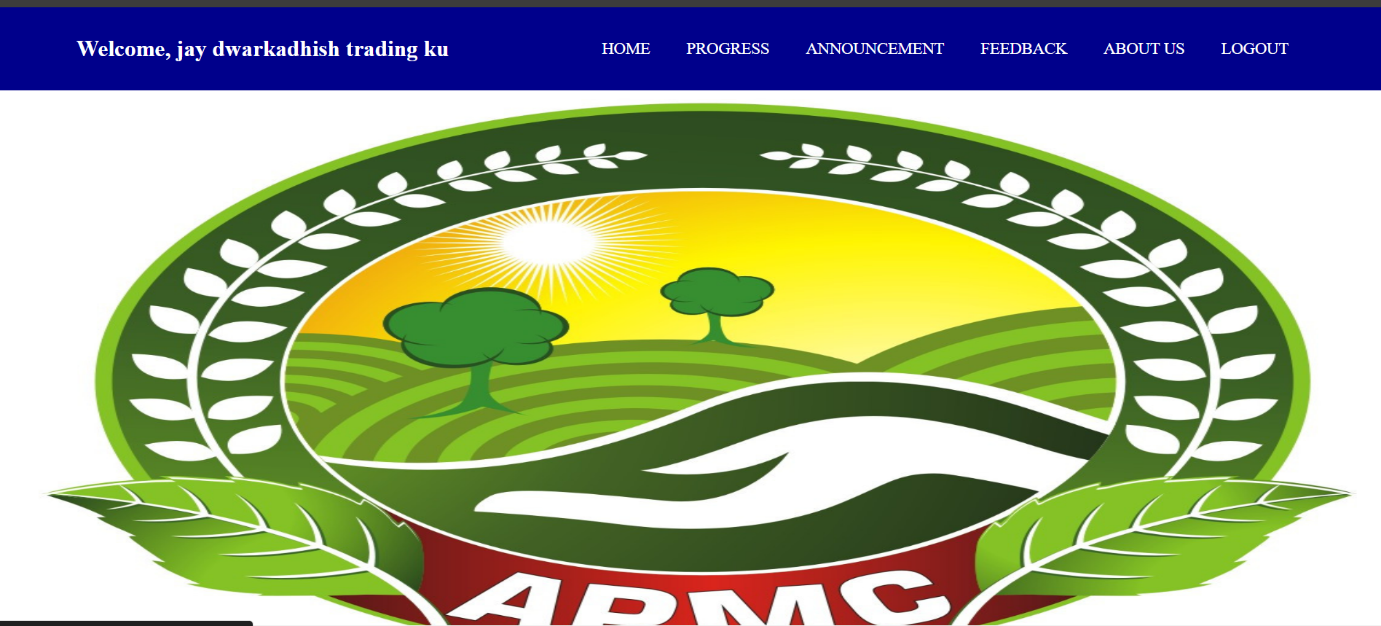 Welcome, jay dwarkadhish trading ku
HOME PROGRESS ANNOUNCEMENT FEEDBACK ABOUT US LOGOUT
APMC